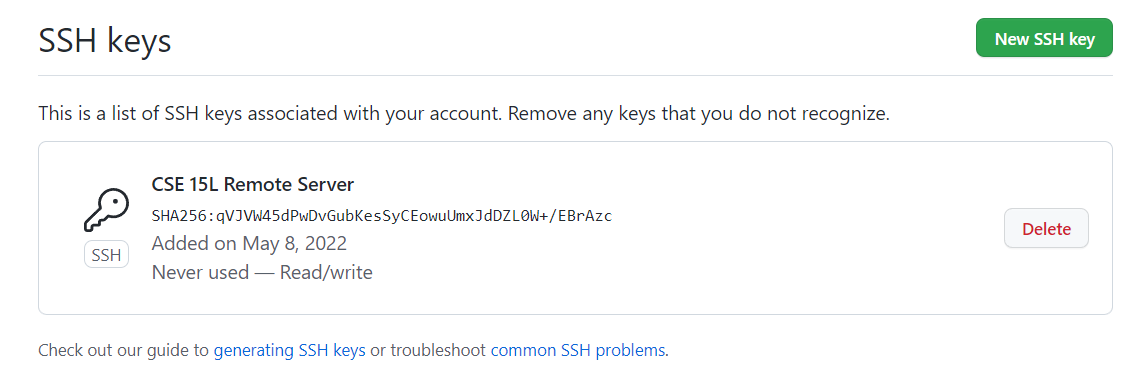 SSH keys
New SSH key
This is a list of SSH keys associated with your account. Remove any keys that you do not recognize.
CSE 15L Remote Server
SHA256:qVJVW45dPwDvGubKesSyCEowuUmxJdDZL0W+/EBrAzc
Added on May 8, 2022
SSH
Never used — Read/write
Delete
Check out our guide to generating SSH keys or troubleshoot common SSH problems.